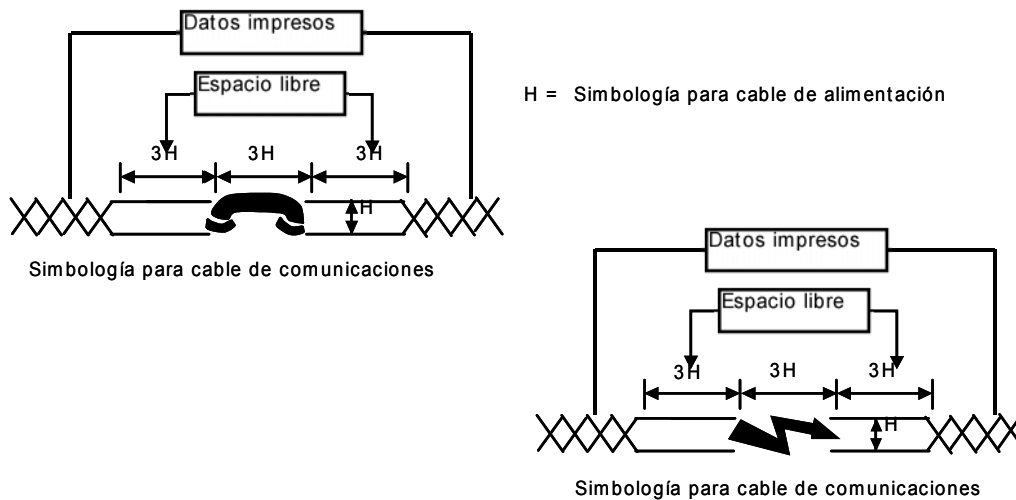 Datos impresos
Espacio libre
H = Simbología para cable de alimentación
3H 3H 3H
H
Simbología para cable de comunicaciones
Datos impresos
Espacio libre
3H 3H 3H
H
Simbología para cable de comunicaciones